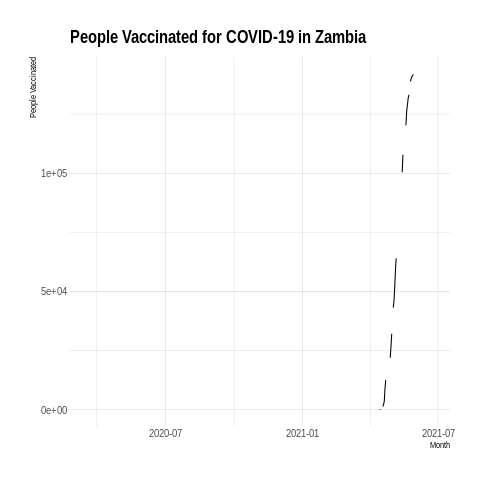 People Vaccinated for COVID-19 in Zambia
People Vaccinated
1e+05
5e+04
0e+00
2020-07 2021-01 2021-07
Month